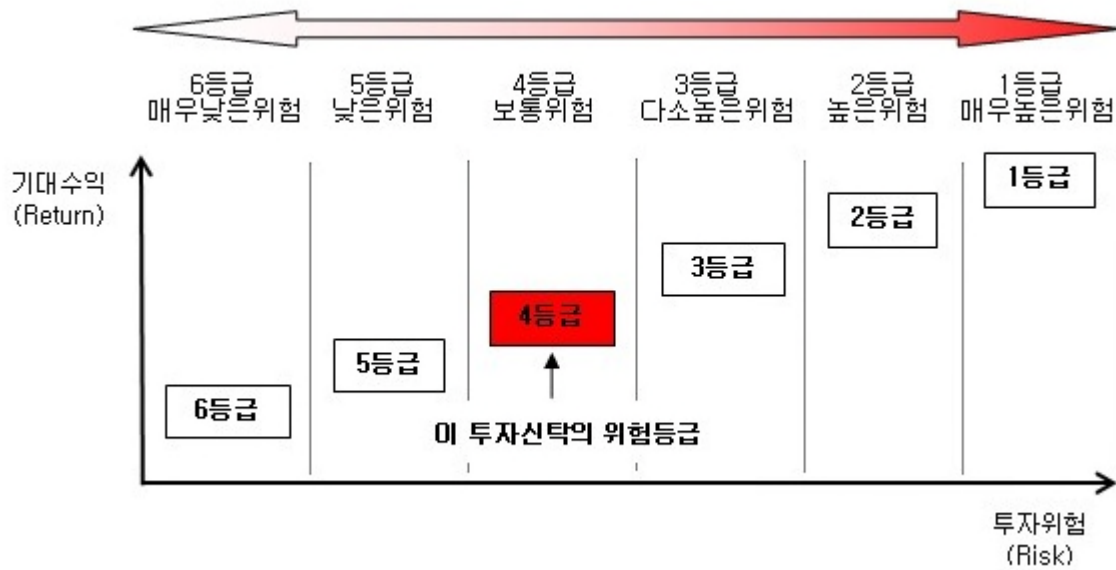 6등급 5등급 4등급 3등급 2등급 1등급
매우낮은위험 낮은위험 보통위험 다소높은위험 높은위험 매우높은위험
기대수익
(Return)
1등급
2등급
3등급
4등급
5등급
6등급
이 투자신탁의 위험등급
투자위험
(Risk)